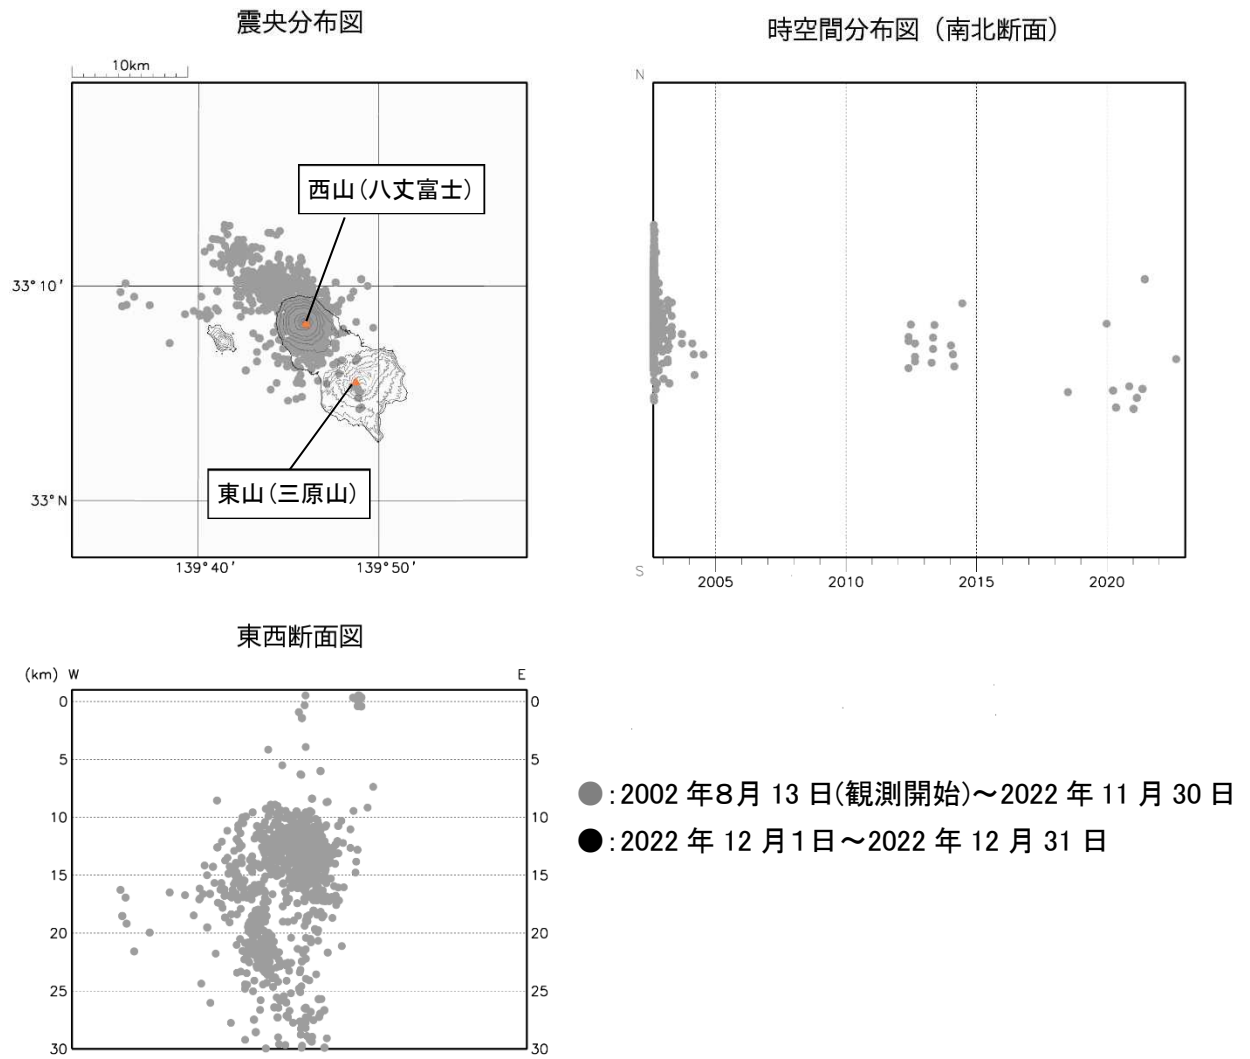 震央分布図
10km
西山(八丈富士)
33°10′
東山(三原山)
33°N
139°40′ 139°50′
時空間分布図（南北断面）
N
S
2005 2010 2015 2020
東西断面図
(km) W E
0 0
5 5
10 10
15 15
20 20
25 25
30 30
●:2002 年8月 13 日(観測開始)～2022 年 11 月 30 日
●:2022 年 12 月1日～2022 年 12 月 31 日